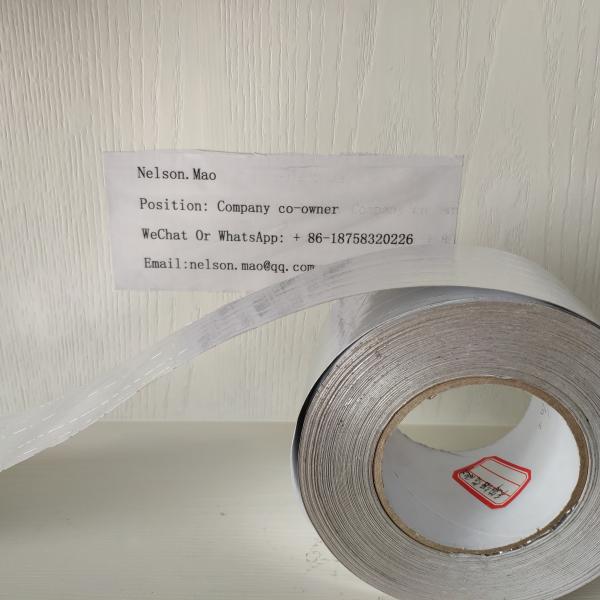 Nelson.Mao
Position: Company co-owner
WeChat Or WhatsApp: + 86-18758320226
Email:nelson.mao@qq.com